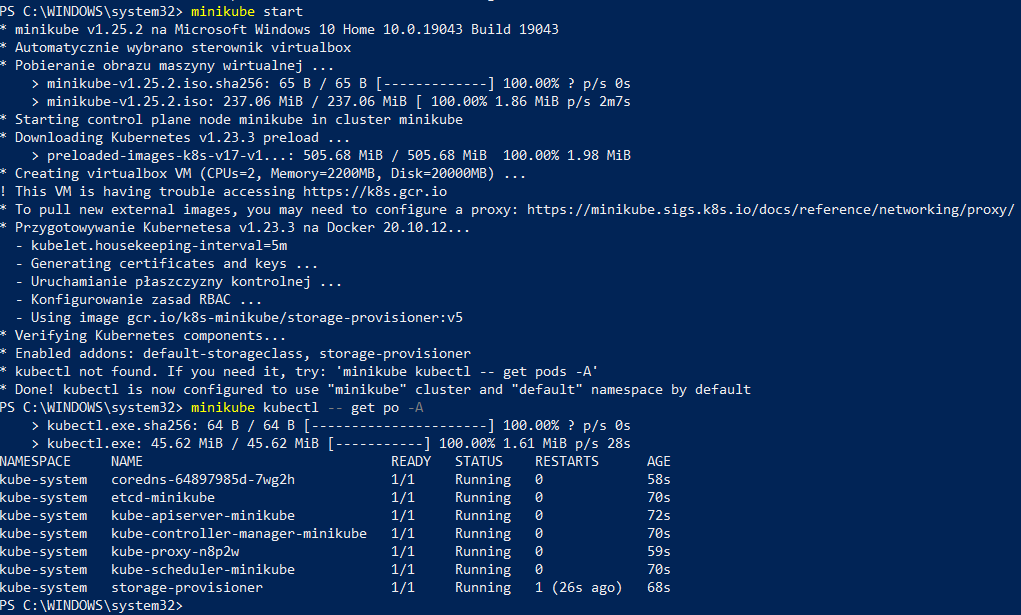 PS C:\WINDOWS\system32> minikube start
* minikube v1.25.2 na Microsoft Windows 10 Home 10.0.19043 Build 19043
* Automatycznie wybrano sterownik virtualbox
* Pobieranie obrazu maszyny wirtualnej ...
    > minikube-v1.25.2.iso.sha256: 65 B / 65 B [-------------] 100.00% ? p/s 0s
    > minikube-v1.25.2.iso: 237.06 MiB / 237.06 MiB [ 100.00% 1.86 MiB p/s 2m7s
* Starting control plane node minikube in cluster minikube
* Downloading Kubernetes v1.23.3 preload ...
    > preloaded-images-k8s-v17-v1...: 505.68 MiB / 505.68 MiB  100.00% 1.98 MiB
* Creating virtualbox VM (CPUs=2, Memory=2200MB, Disk=20000MB) ...
! This VM is having trouble accessing https://k8s.gcr.io
* To pull new external images, you may need to configure a proxy: https://minikube.sigs.k8s.io/docs/reference/networking/proxy/
* Przygotowywanie Kubernetesa v1.23.3 na Docker 20.10.12...
  - kubelet.housekeeping-interval=5m
  - Generating certificates and keys ...
  - Uruchamianie płaszczyzny kontrolnej ...
  - Konfigurowanie zasad RBAC ...
  - Using image gcr.io/k8s-minikube/storage-provisioner:v5
* Verifying Kubernetes components...
* Enabled addons: default-storageclass, storage-provisioner
* kubectl not found. If you need it, try: 'minikube kubectl -- get pods -A'
* Done! kubectl is now configured to use "minikube" cluster and "default" namespace by default
PS C:\WINDOWS\system32> minikube kubectl -- get po -A
    > kubectl.exe.sha256: 64 B / 64 B [----------------------] 100.00% ? p/s 0s
    > kubectl.exe: 45.62 MiB / 45.62 MiB [-----------] 100.00% 1.61 MiB p/s 28s
NAMESPACE     NAME                               READY   STATUS    RESTARTS      AGE
kube-system   coredns-64897985d-7wg2h            1/1     Running   0             58s
kube-system   etcd-minikube                      1/1     Running   0             70s
kube-system   kube-apiserver-minikube            1/1     Running   0             72s
kube-system   kube-controller-manager-minikube   1/1     Running   0             70s
kube-system   kube-proxy-n8p2w                   1/1     Running   0             59s
kube-system   kube-scheduler-minikube            1/1     Running   0             70s
kube-system   storage-provisioner                1/1     Running   1 (26s ago)   68s
PS C:\WINDOWS\system32>